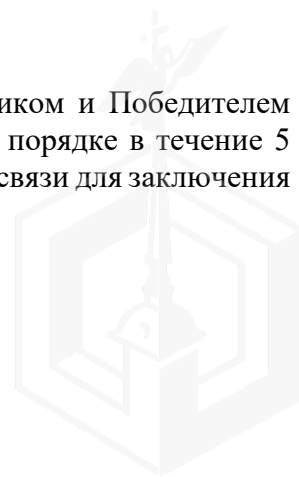 иком и Победителем
порядке в течение 5
связи для заключения